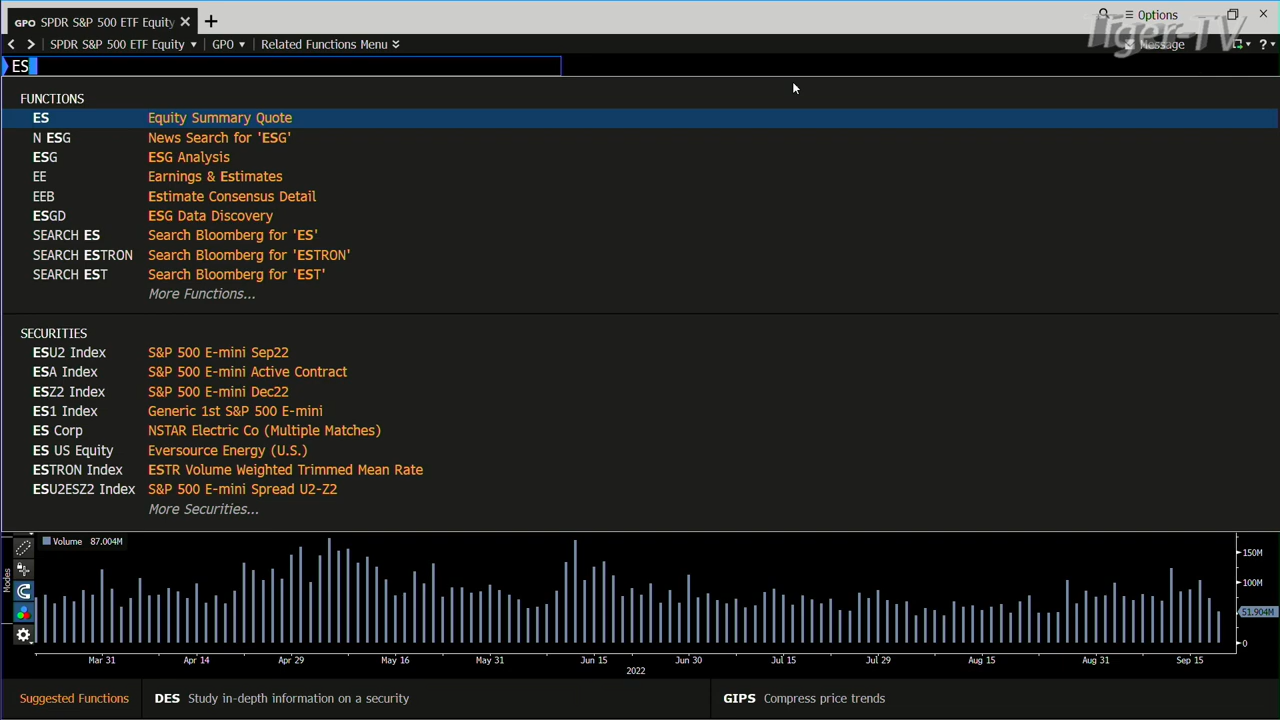 GPO SPDR S&P 500 ETF Equity
Options
SPDR S&P 500 ETF Equity GPO Related Functions Menu Message ?
Tiger-TV
ES
FUNCTIONS
ES Equity Summary Quote
N ESG News Search for 'ESG'
ESG ESG Analysis
EE Earnings & Estimates
EEB Estimate Consensus Detail
ESGD ESG Data Discovery
SEARCH ES Search Bloomberg for 'ES'
SEARCH ESTRON Search Bloomberg for 'ESTRON'
SEARCH EST Search Bloomberg for 'EST'
More Functions...
SECURITIES
ESU2 Index S&P 500 E-mini Sep22
ESA Index S&P 500 E-mini Active Contract
ESZ2 Index S&P 500 E-mini Dec22
ES1 Index Generic 1st S&P 500 E-mini
ES Corp NSTAR Electric Co (Multiple Matches)
ES US Equity Eversource Energy (U.S.)
ESTRON Index ESTR Volume Weighted Trimmed Mean Rate
ESU2ESZ2 Index S&P 500 E-mini Spread U2-Z2
More Securities...
Volume 87.004M
150M
Modes
100M
51.904M
0
Mar 31 Apr 14 Apr 29 May 16 May 31 Jun 15 Jun 30 Jul 15 Jul 29 Aug 15 Aug 31 Sep 15
2022
Suggested Functions DES Study in-depth information on a security GIPS Compress price trends